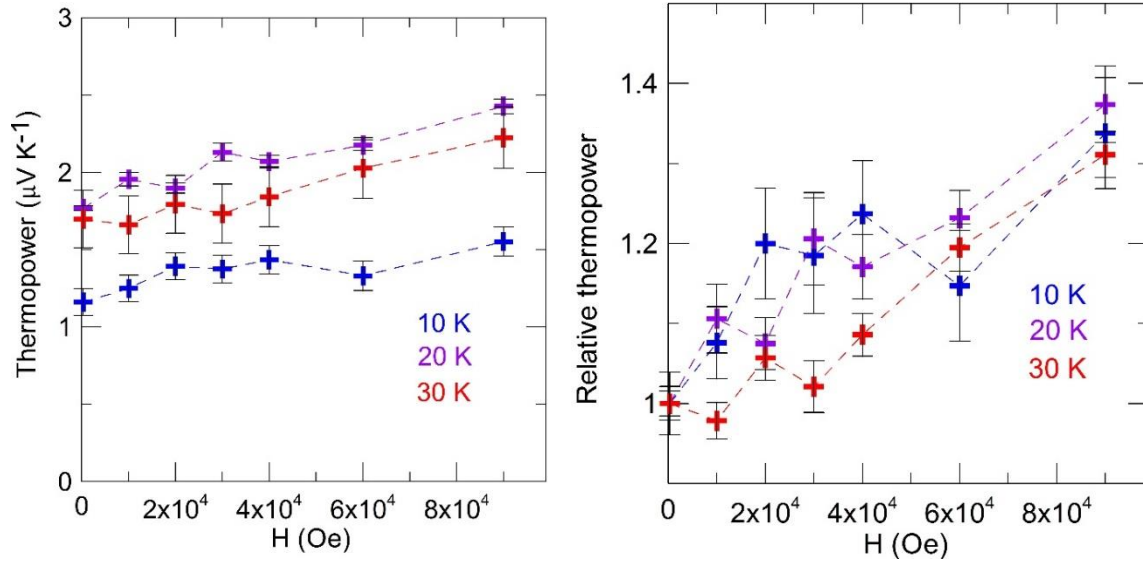 Thermopower (μV K⁻¹)
3
2
1
0
10 K
20 K
30 K
0 2x10⁴ 4x10⁴ 6x10⁴ 8x10⁴
H (Oe)
Relative thermopower
1.4
1.2
1
10 K
20 K
30 K
0 2x10⁴ 4x10⁴ 6x10⁴ 8x10⁴
H (Oe)